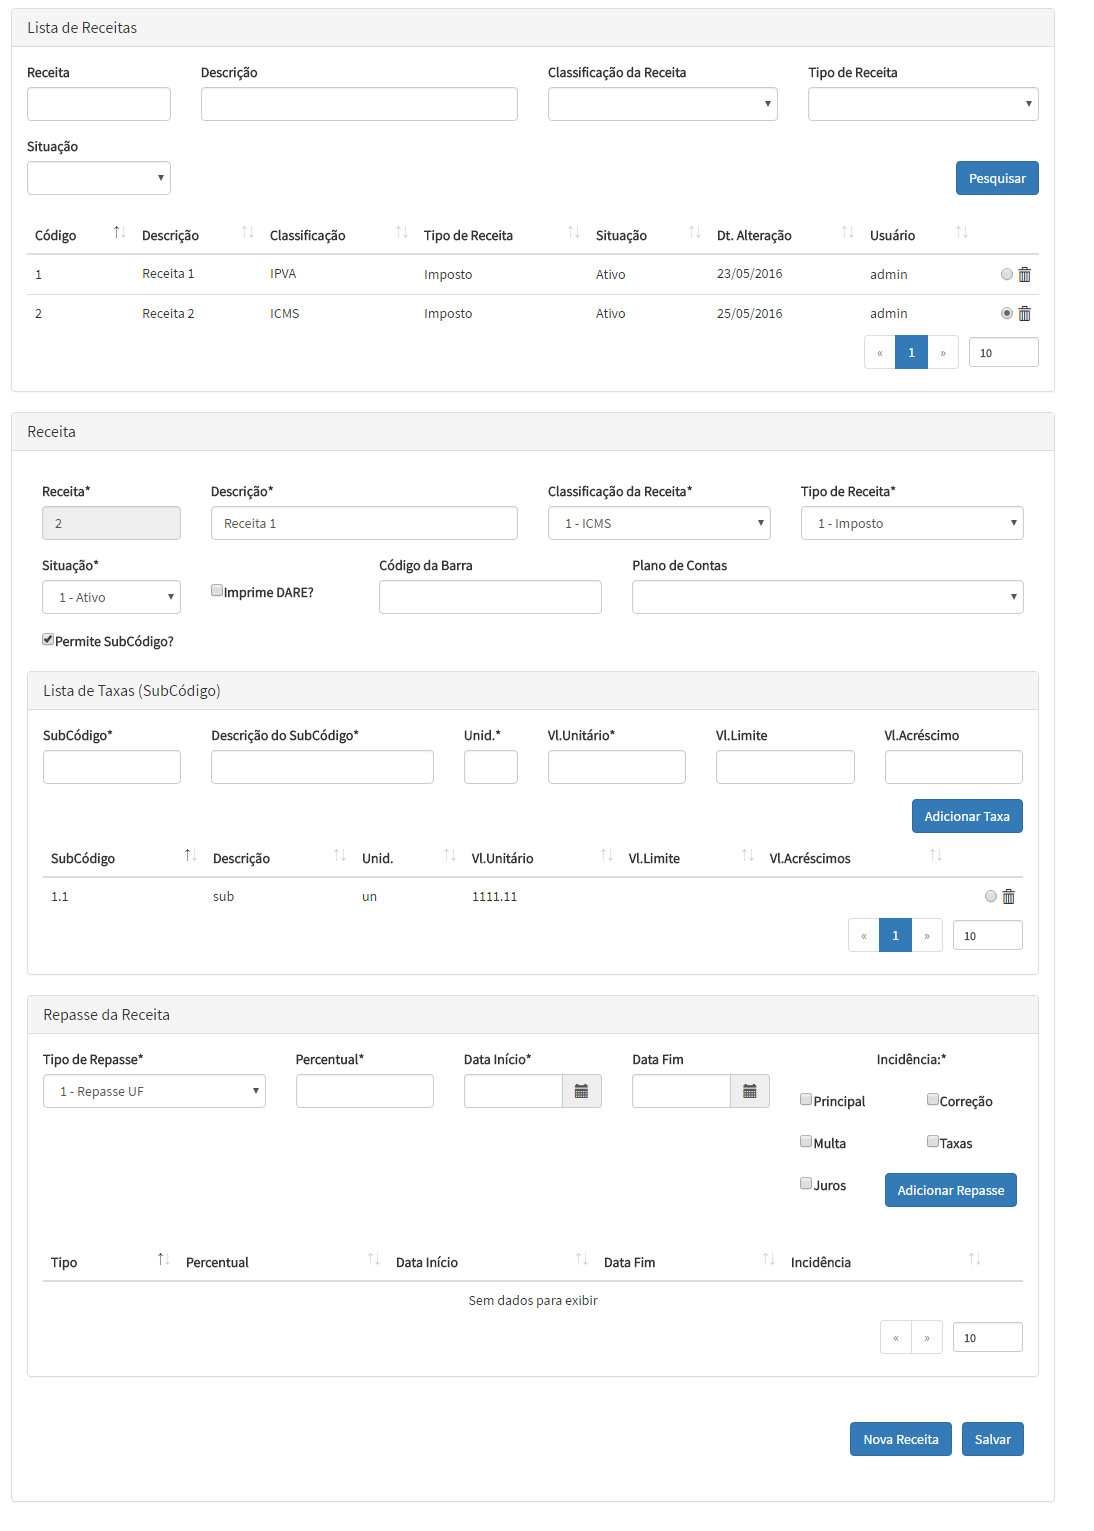 Lista de Receitas
Receita Descrição Classificação da Receita Tipo de Receita
Situação
Pesquisar
Código Descrição Classificação Tipo de Receita Situação Dt. Alteração Usuário
1 Receita 1 IPVA Imposto Ativo 23/05/2016 admin
2 Receita 2 ICMS Imposto Ativo 25/05/2016 admin
« 1 » 10
Receita
Receita* Descrição* Classificação da Receita* Tipo de Receita*
2 Receita 1 1 - ICMS 1 - Imposto
Situação* Código da Barra Plano de Contas
1 - Ativo Imprime DARE?
Permite SubCódigo?
Lista de Taxas (SubCódigo)
SubCódigo* Descrição do SubCódigo* Unid.* Vl.Unitário* Vl.Limite Vl.Acréscimo
Adicionar Taxa
SubCódigo Descrição Unid. Vl.Unitário Vl.Limite Vl.Acréscimos
1.1 sub un 1111.11
« 1 » 10
Repasse da Receita
Tipo de Repasse* Percentual* Data Início* Data Fim Incidência:*
1 - Repasse UF
Principal Correção
Multa Taxas
Juros Adicionar Repasse
Tipo Percentual Data Início Data Fim Incidência
Sem dados para exibir
« » 10
Nova Receita Salvar